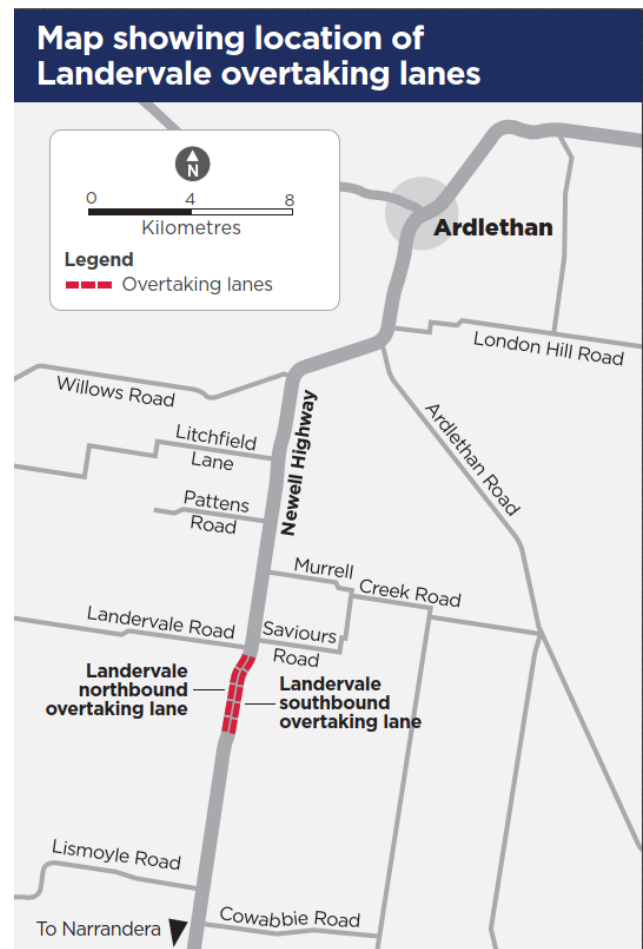 Map showing location of
Landervale overtaking lanes
N
0 4 8
Kilometres
Legend
Overtaking lanes
Ardlethan
London Hill Road
Willows Road
Litchfield
Lane
Newell Highway
Ardlethan Road
Pattens
Road
Murrell
Creek Road
Landervale Road
Saviours
Road
Landervale
northbound
overtaking lane
Landervale
southbound
overtaking lane
Lismoyle Road
Cowabbie Road
To Narrandera